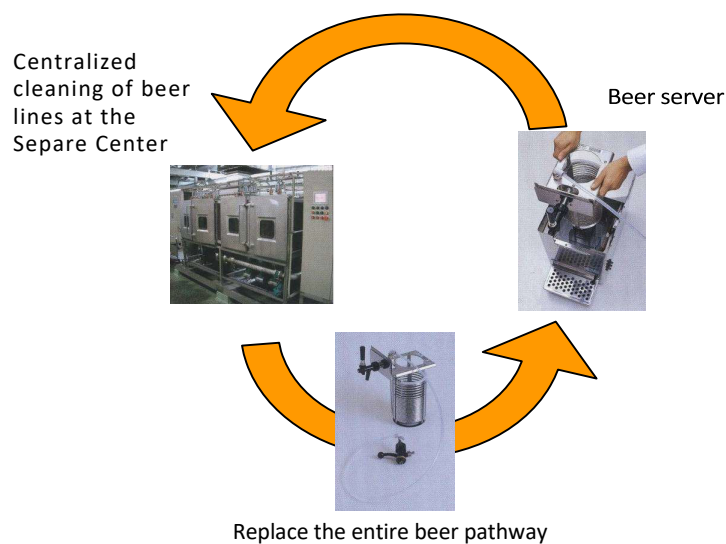 Centralized
cleaning of beer
lines at the
Separe Center
Beer server
Replace the entire beer pathway